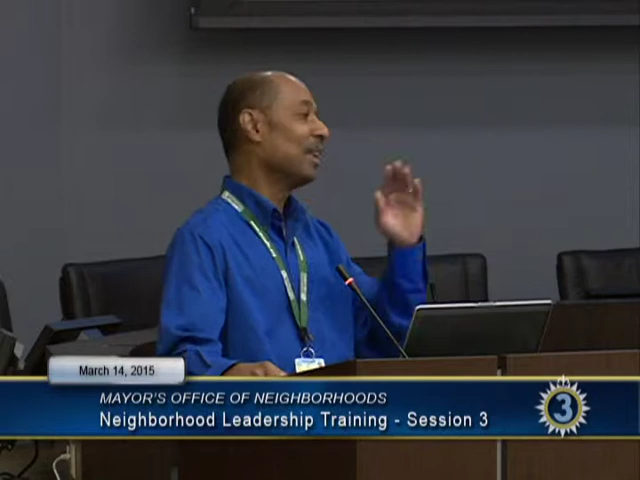 March 14, 2015
MAYOR'S OFFICE OF NEIGHBORHOODS
Neighborhood Leadership Training - Session 3
3